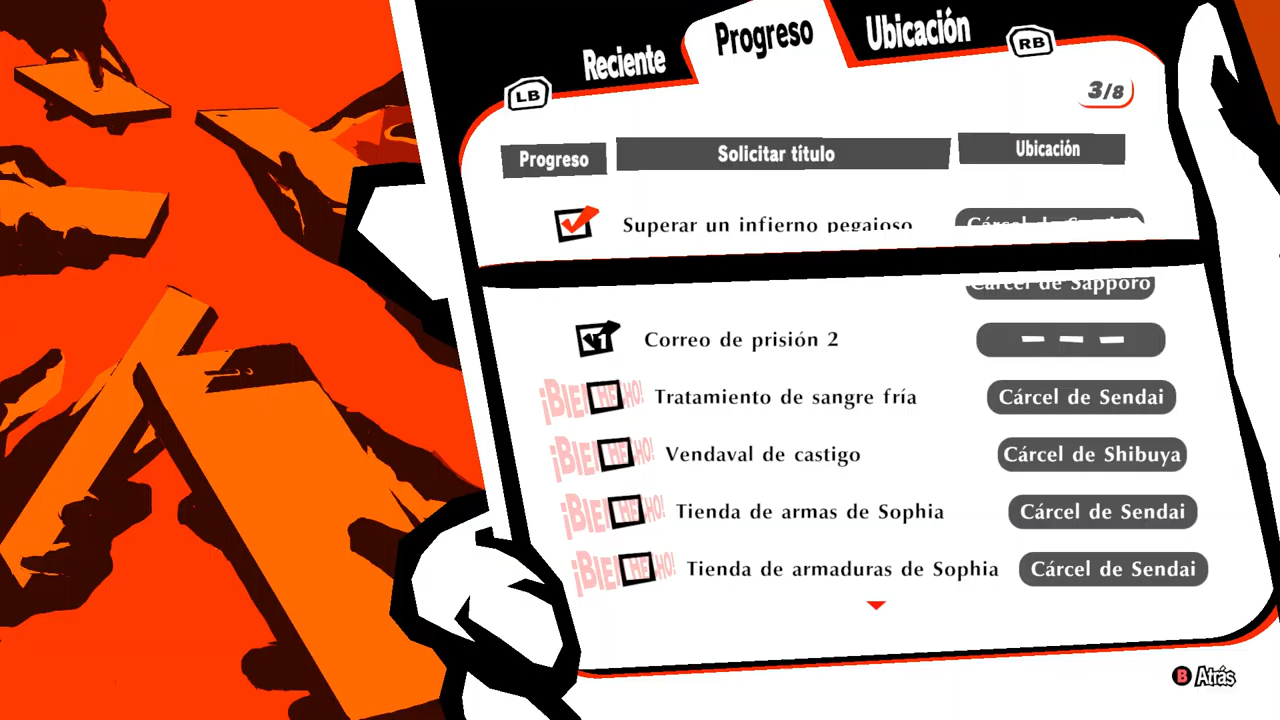 Reciente Progreso Ubicación
LB RB
3/8
Progreso Solicitar título Ubicación
Superar un infierno pegajoso
Cárcel de Sapporo
Correo de prisión 2
Tratamiento de sangre fría Cárcel de Sendai
Vendaval de castigo Cárcel de Shibuya
Tienda de armas de Sophia Cárcel de Sendai
Tienda de armaduras de Sophia Cárcel de Sendai
B Atrás